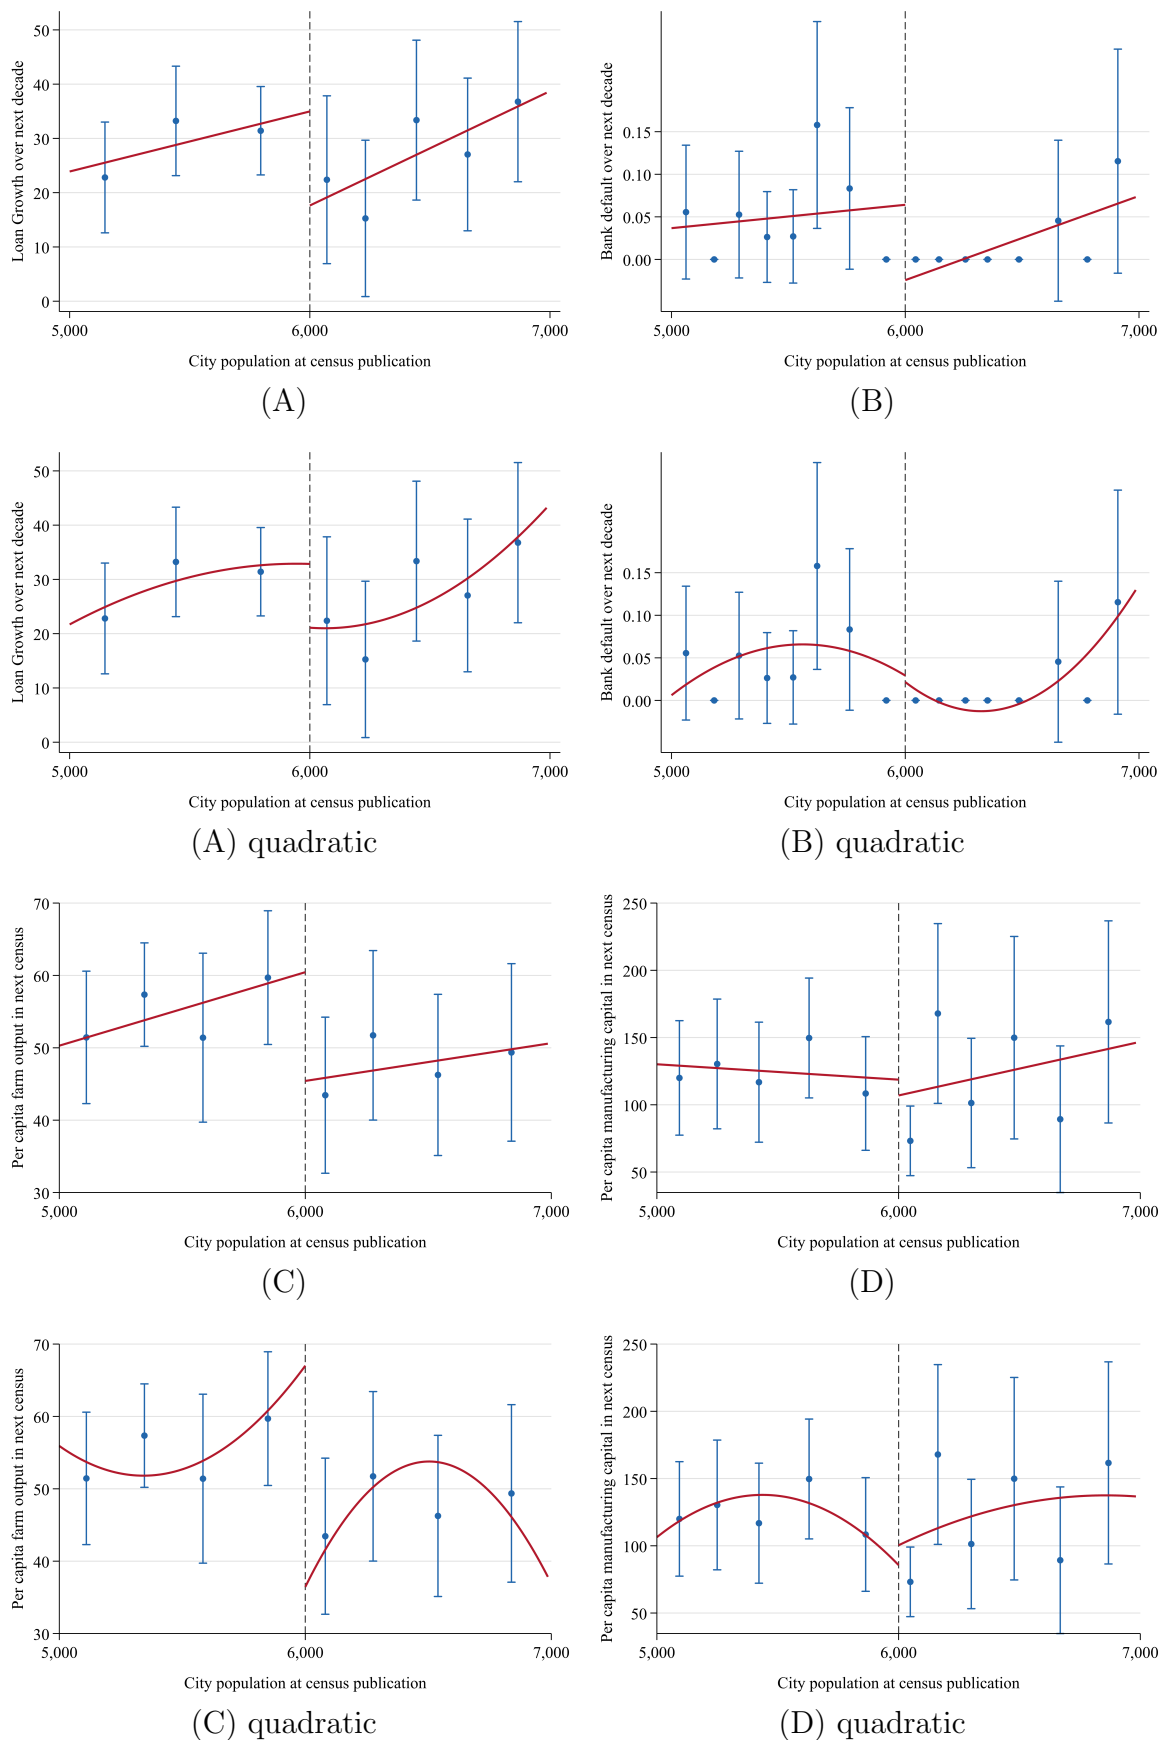 Loan Growth over next decade
50
40
30
20
10
0
5,000
6,000
7,000
City population at census publication
(A)
Bank default over next decade
0.15
0.10
0.05
0.00
5,000
6,000
7,000
City population at census publication
(B)
Loan Growth over next decade
50
40
30
20
10
0
5,000
6,000
7,000
City population at census publication
(A) quadratic
Bank default over next decade
0.15
0.10
0.05
0.00
5,000
6,000
7,000
City population at census publication
(B) quadratic
Per capita farm output in next census
70
60
50
40
30
5,000
6,000
7,000
City population at census publication
(C)
Per capita manufacturing capital in next census
250
200
150
100
50
5,000
6,000
7,000
City population at census publication
(D)
Per capita farm output in next census
70
60
50
40
30
5,000
6,000
7,000
City population at census publication
(C) quadratic
Per capita manufacturing capital in next census
250
200
150
100
50
5,000
6,000
7,000
City population at census publication
(D) quadratic